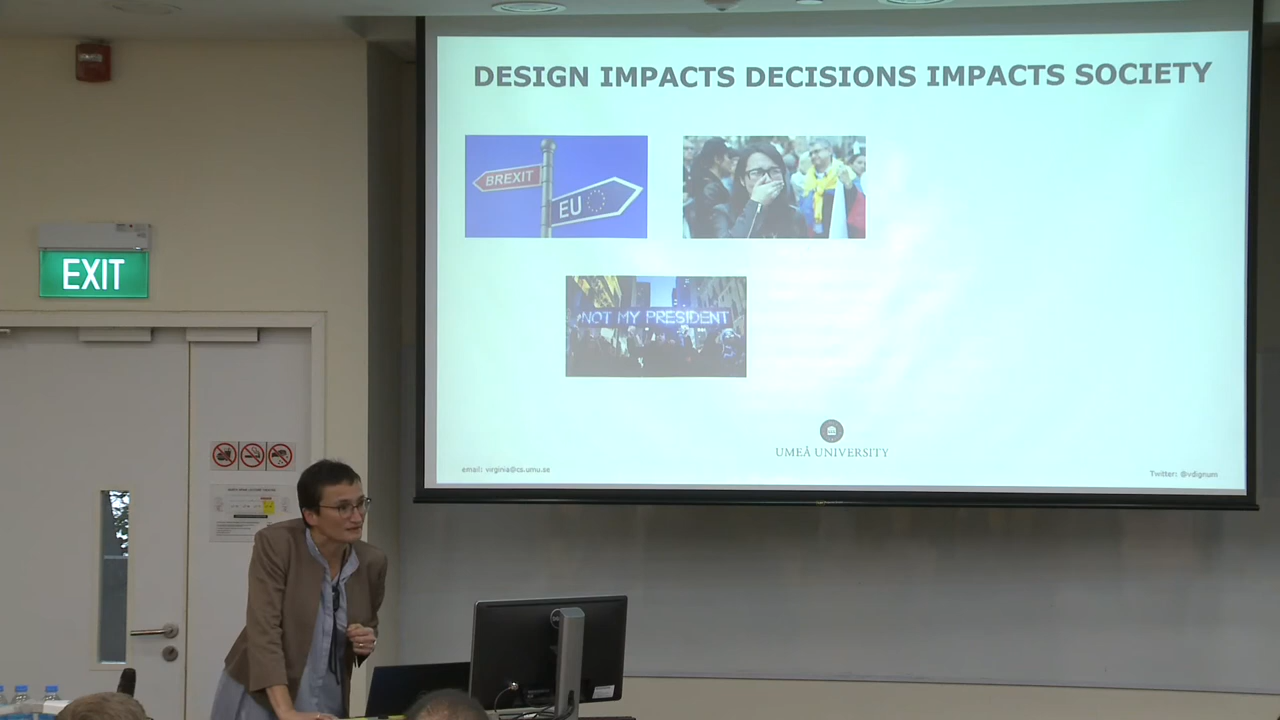 DESIGN IMPACTS DECISIONS IMPACTS SOCIETY
BREXIT
EU
NOT MY PRESIDENT
EXIT
UMEÅ UNIVERSITY
email: virginia@cs.umu.se
Twitter: @vdignum